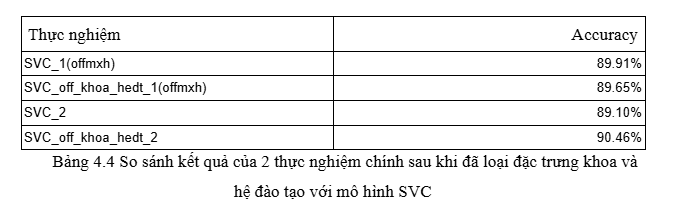 Thực nghiệm Accuracy
SVC_1(offmxh) 89.91%
SVC_off_khoa_hedt_1(offmxh) 89.65%
SVC_2 89.10%
SVC_off_khoa_hedt_2 90.46%
Bảng 4.4 So sánh kết quả của 2 thực nghiệm chính sau khi đã loại đặc trưng khoa và
hệ đào tạo với mô hình SVC